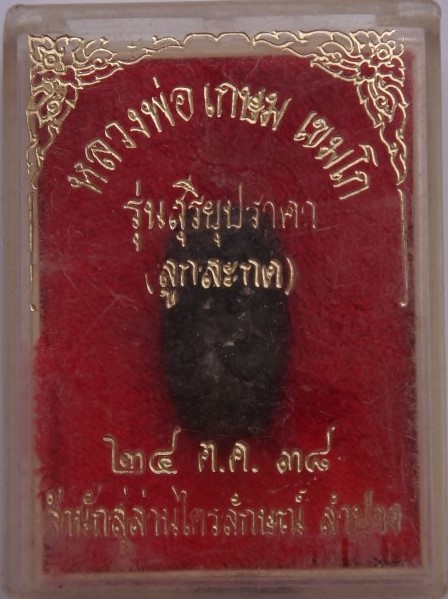 หลวงพ่อ เกษม เขมโก
รุ่นสุริยุปราคา
(ลูกสะกด)
๒๔ ต.ค. ๓๘
สำนักสุสานไตรลักษณ์ ลำปาง